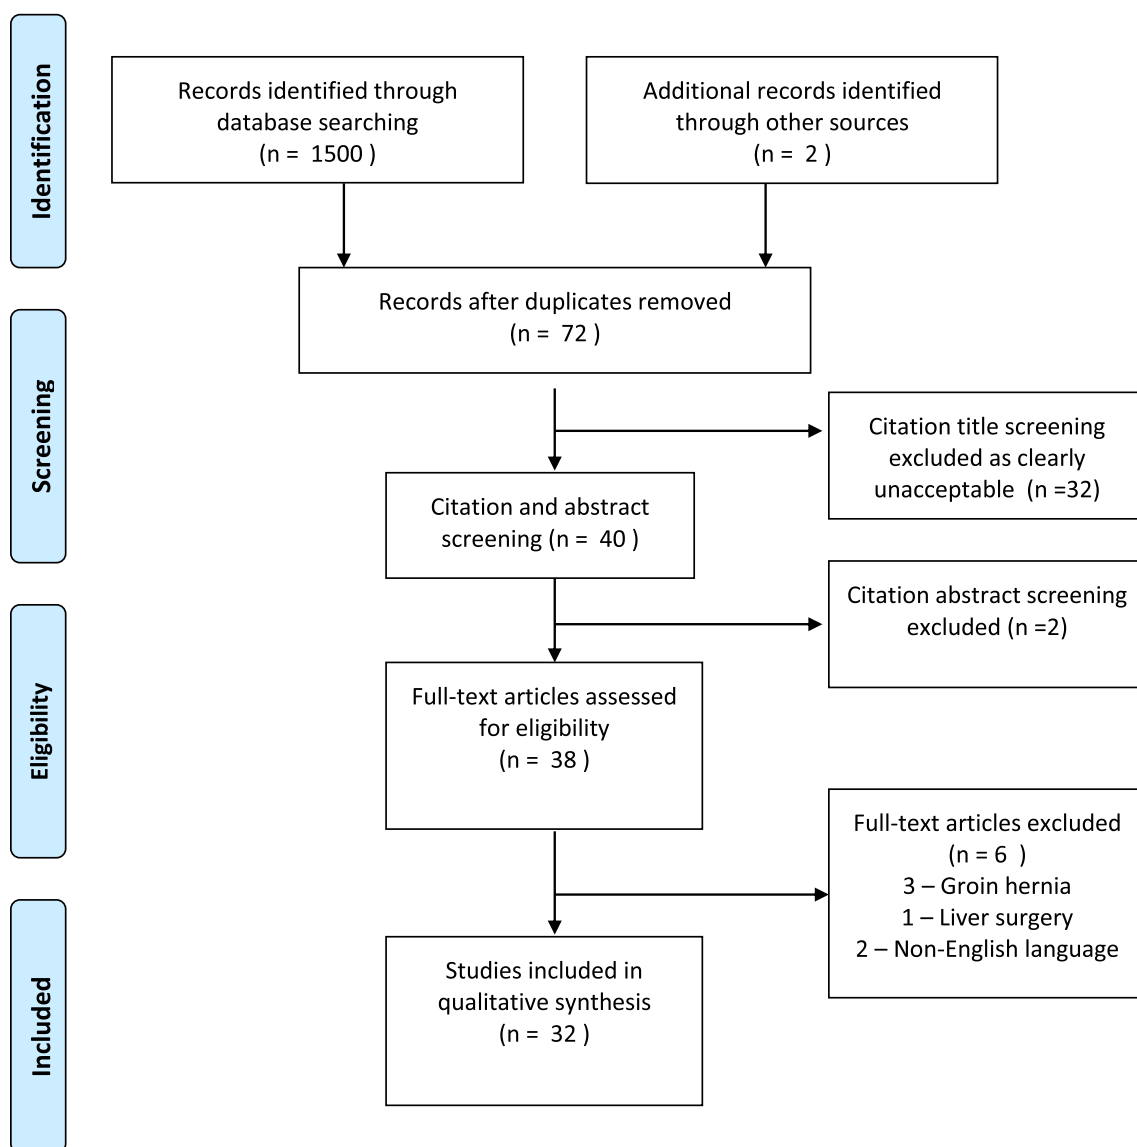 Identification
Records identified through
database searching
(n =  1500 )
Additional records identified
through other sources
(n =  2 )
Records after duplicates removed
(n =  72 )
Screening
Citation title screening
excluded as clearly
unacceptable  (n =32)
Citation and abstract
screening (n =  40 )
Citation abstract screening
excluded (n =2)
Eligibility
Full-text articles assessed
for eligibility
(n =  38 )
Full-text articles excluded
(n = 6  )
3 – Groin hernia
1 – Liver surgery
2 – Non-English language
Included
Studies included in
qualitative synthesis
(n =  32 )